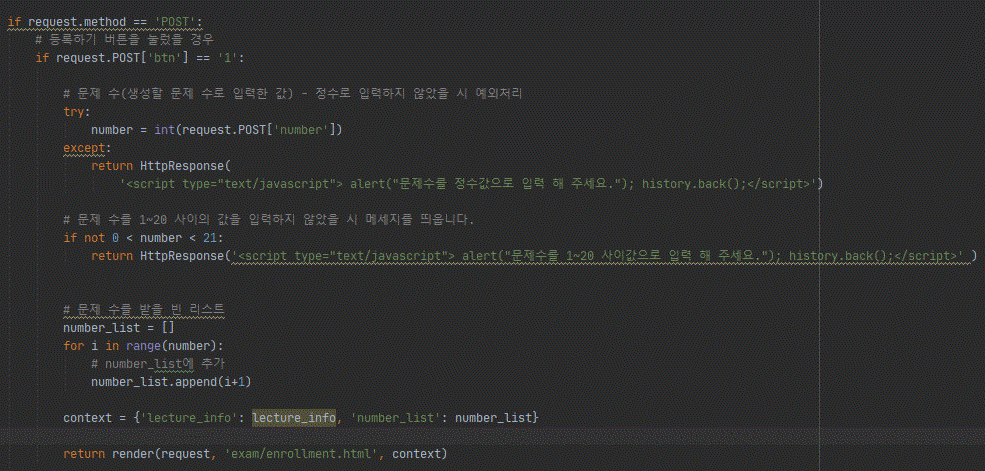 if request.method == 'POST':
# 등록하기 버튼을 눌렀을 경우
if request.POST['btn'] == '1':
# 문제 수(생성할 문제 수로 입력한 값) - 정수로 입력하지 않았을 시 예외처리
try:
number = int(request.POST['number'])
except:
return HttpResponse(
'<script type="text/javascript"> alert("문제수를 정수값으로 입력 해 주세요."); history.back();</script>')
# 문제 수를 1~20 사이의 값을 입력하지 않았을 시 메세지를 띄웁니다.
if not 0 < number < 21:
return HttpResponse('<script type="text/javascript"> alert("문제수를 1~20 사이값으로 입력 해 주세요."); history.back();</script>' )
# 문제 수를 받을 빈 리스트
number_list = []
for i in range(number):
# number_list에 추가
number_list.append(i+1)
context = {'lecture_info': lecture_info, 'number_list': number_list}
return render(request, 'exam/enrollment.html', context)